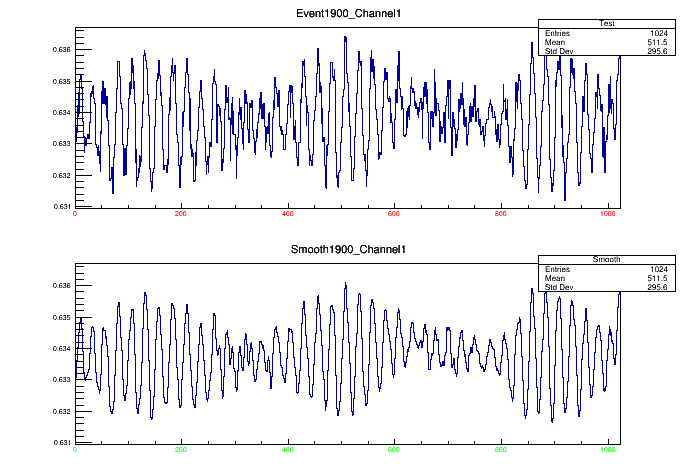 Event1900_Channel1
Test
Entries 1024
Mean 511.5
Std Dev 295.6
0.636
0.635
0.634
0.633
0.632
0.631
0 200 400 600 800 1000
Smooth1900_Channel1
Smooth
Entries 1024
Mean 511.5
Std Dev 295.6
0.636
0.635
0.634
0.633
0.632
0.631
0 200 400 600 800 1000